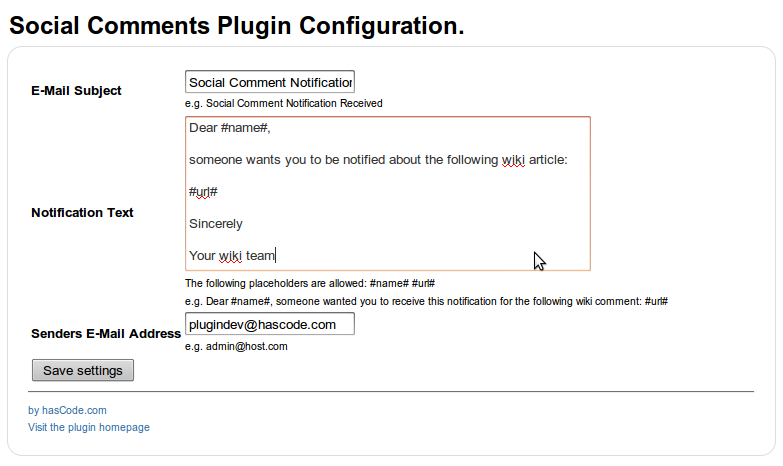 Social Comments Plugin Configuration.
E-Mail Subject
Social Comment Notification
e.g. Social Comment Notification Received
Notification Text
Dear #name#,
someone wants you to be notified about the following wiki article:
#url#
Sincerely
Your wiki team
The following placeholders are allowed: #name# #url#
e.g. Dear #name#, someone wanted you to receive this notification for the following wiki comment: #url#
Senders E-Mail Address
plugindev@hascode.com
e.g. admin@host.com
Save settings
by hasCode.com
Visit the plugin homepage